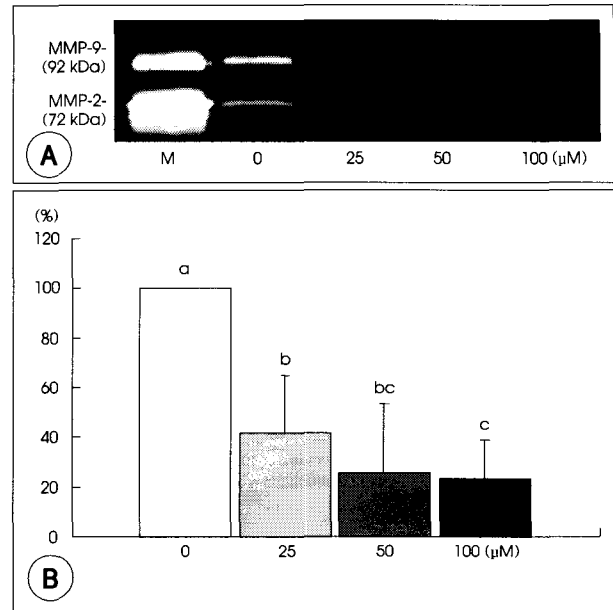 MMP-9-
(92 kDa)
MMP-2-
(72 kDa)
A
M 0 25 50 100 (μM)
(%)
120
100
80
60
40
20
0
a
b
bc
c
0 25 50 100 (μM)
B